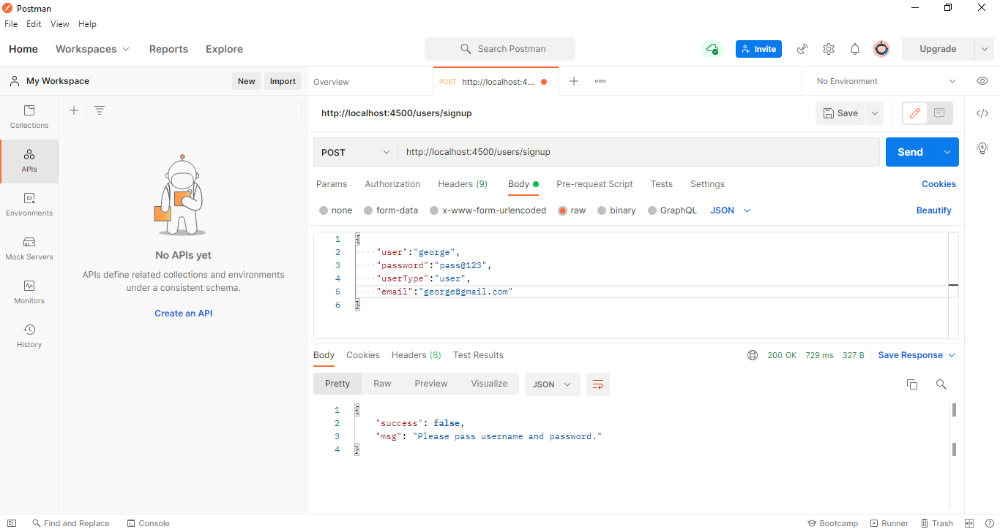 Postman
File Edit View Help
Home Workspaces Reports Explore Search Postman Invite Upgrade
My Workspace New Import
Overview POST http://localhost:4... No Environment
Collections
APIs
Environments
Mock Servers
Monitors
History
No APIs yet
APIs define related collections and environments
under a consistent schema.
Create an API
http://localhost:4500/users/signup Save
POST http://localhost:4500/users/signup Send
Params Authorization Headers (9) Body Pre-request Script Tests Settings Cookies
none form-data x-www-form-urlencoded raw binary GraphQL JSON Beautify
1 {
2 "user":"george",
3 "password":"pass@123",
4 "userType":"user",
5 "email":"george@gmail.com"
6 }
Body Cookies Headers (8) Test Results 200 OK 729 ms 327 B Save Response
Pretty Raw Preview Visualize JSON
1 {
2 "success": false,
3 "msg": "Please pass username and password."
4 }
Find and Replace Console Bootcamp Runner Trash